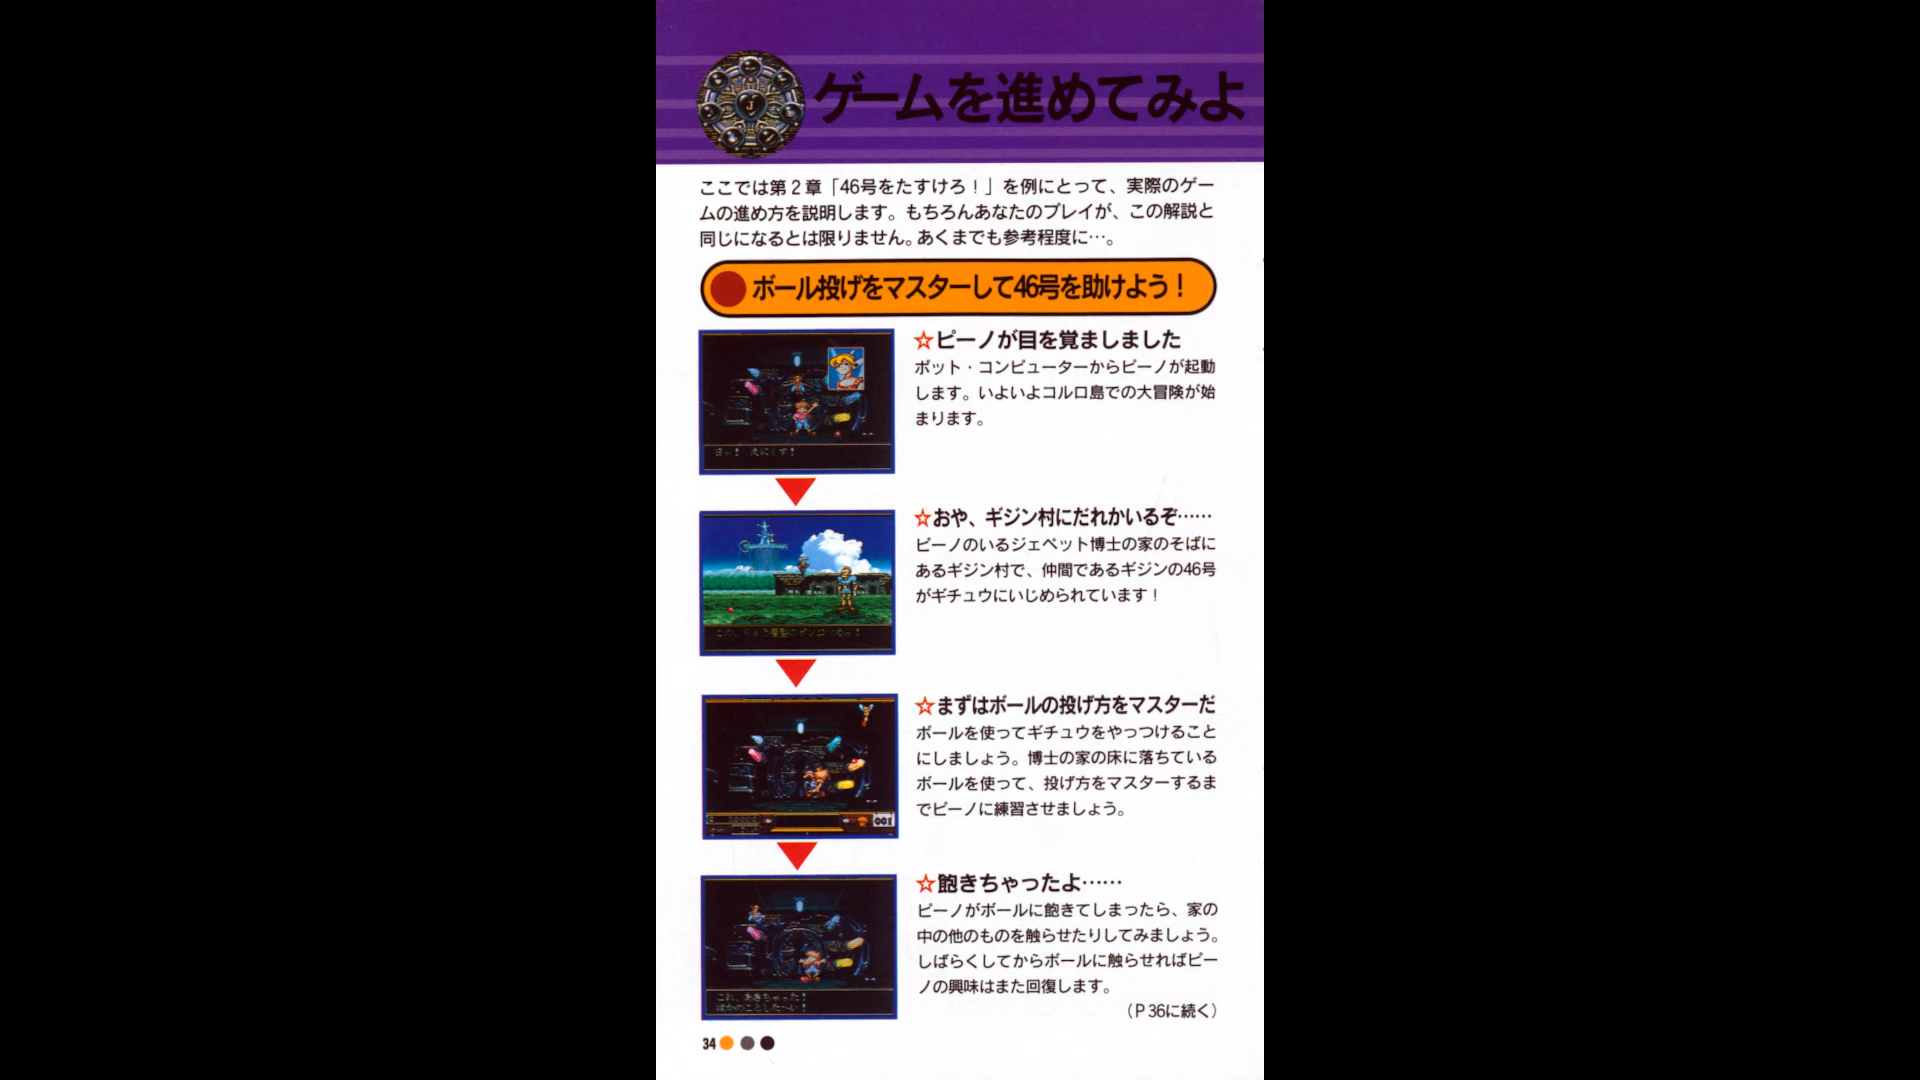 ゲームを進めてみよ
ここでは第2章「46号をたすけろ！」を例にとって、実際のゲー
ムの進め方を説明します。もちろんあなたのプレイが、この解説と
同じになるとは限りません。あくまでも参考程度に…。
ボール投げをマスターして46号を助けよう！
☆ピーノが目を覚ましました
ポット・コンピューターからピーノが起動
します。いよいよコルロ島での大冒険が始
まります。
☆おや、ギジン村にだれかいるぞ……
ピーノのいるジェペット博士の家のそばに
あるギジン村で、仲間であるギジンの46号
がギチュウにいじめられています！
☆まずはボールの投げ方をマスターだ
ボールを使ってギチュウをやっつけること
にしましょう。博士の家の床に落ちている
ボールを使って、投げ方をマスターするま
でピーノに練習させましょう。
001
☆飽きちゃったよ……
ピーノがボールに飽きてしまったら、家の
中の他のものを触らせたりしてみましょう。
しばらくしてからボールに触らせればピー
ノの興味はまた回復します。
これ、あきちゃった！
ほかのことした〜い！
（P36に続く）
34